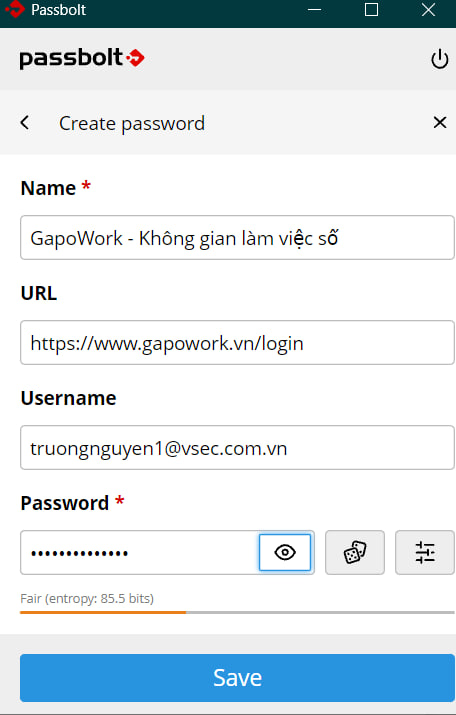 Passbolt
passbolt
Create password
Name *
GapoWork - Không gian làm việc số
URL
https://www.gapowork.vn/login
Username
truongnguyen1@vsec.com.vn
Password *
••••••••••••••
Fair (entropy: 85.5 bits)
Save